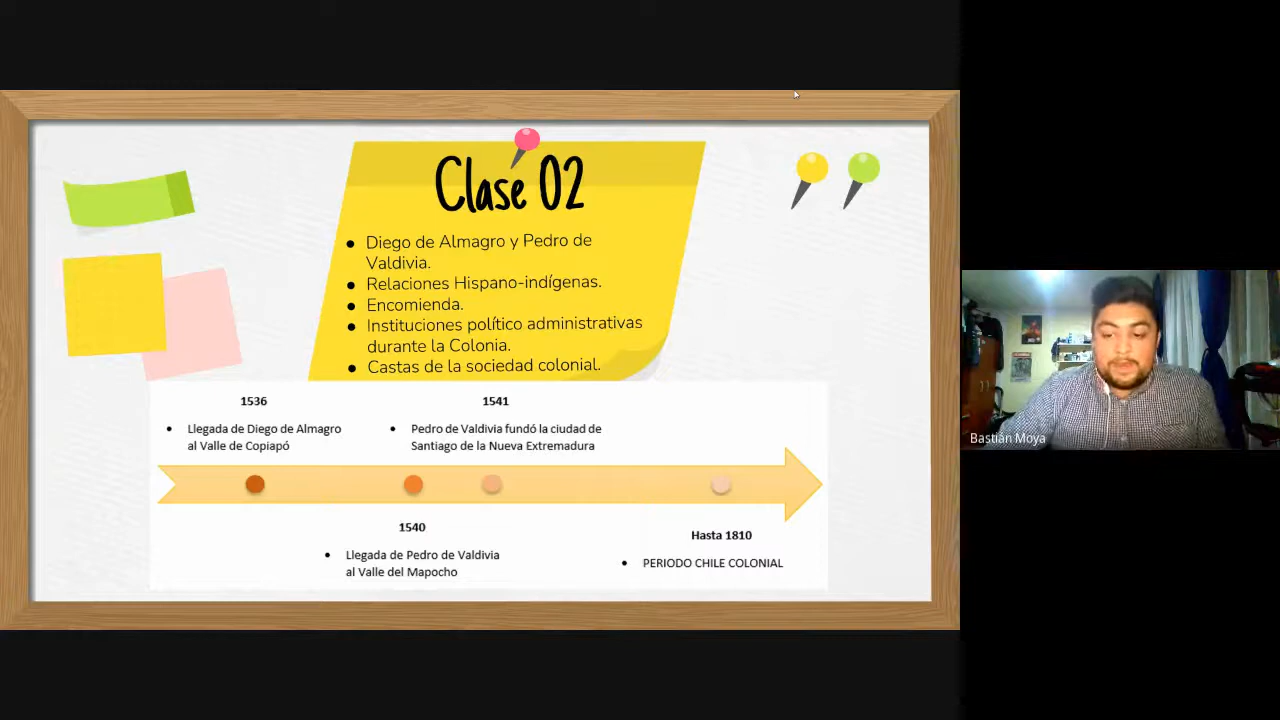 Clase 02
● Diego de Almagro y Pedro de
Valdivia.
● Relaciones Hispano-indígenas.
● Encomienda.
● Instituciones político administrativas
durante la Colonia.
● Castas de la sociedad colonial.
1536
• Llegada de Diego de Almagro
al Valle de Copiapó
1541
• Pedro de Valdivia fundó la ciudad de
Santiago de la Nueva Extremadura
1540
• Llegada de Pedro de Valdivia
al Valle del Mapocho
Hasta 1810
• PERIODO CHILE COLONIAL
Bastián Moya